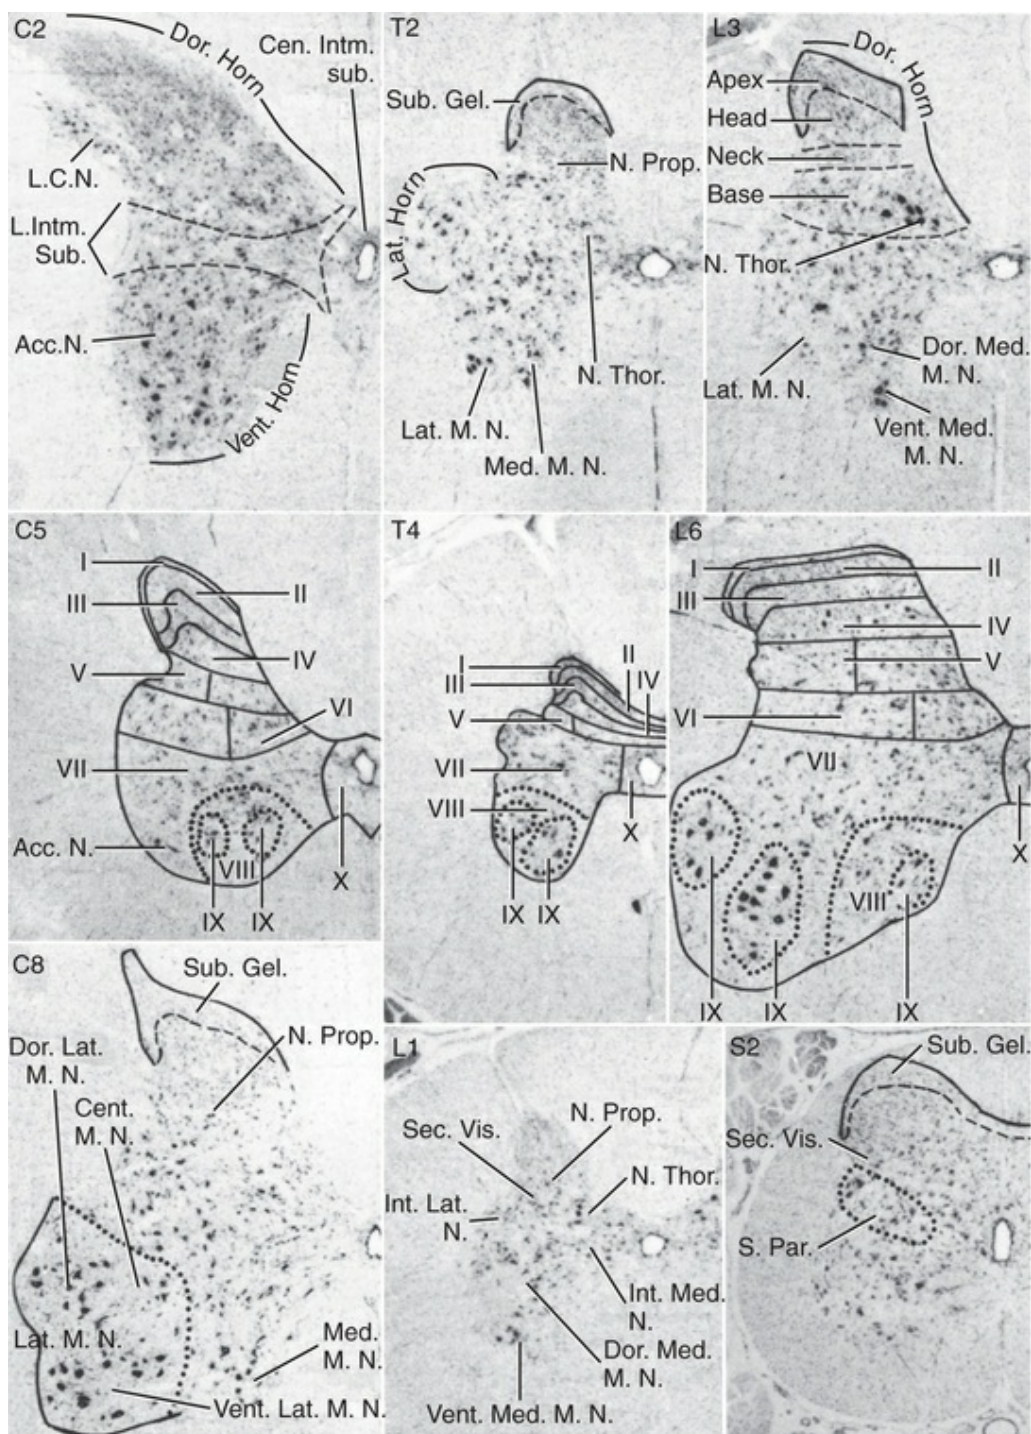 C2
Dor. Horn
Cen. Intm.
sub.
L.C.N.
L.Intm.
Sub.
Acc.N.
Vent. Horn
T2
Sub. Gel.
N. Prop.
Lat. Horn
N. Thor.
Lat. M. N.
Med. M. N.
L3
Dor. Horn
Apex
Head
Neck
Base
N. Thor.
Lat. M. N.
Dor. Med.
M. N.
Vent. Med.
M. N.
C5
I
II
III
IV
V
VI
VII
Acc. N.
VIII
IX
IX
X
T4
I
II
III
IV
V
VII
VIII
X
IX
IX
L6
I
II
III
IV
V
VI
VII
VIII
X
IX
IX
IX
C8
Sub. Gel.
N. Prop.
Dor. Lat.
M. N.
Cent.
M. N.
Lat. M. N.
Med.
M. N.
Vent. Lat. M. N.
L1
Sec. Vis.
N. Prop.
N. Thor.
Int. Lat.
N.
Int. Med.
N.
Dor. Med.
M. N.
Vent. Med. M. N.
S2
Sub. Gel.
Sec. Vis.
S. Par.